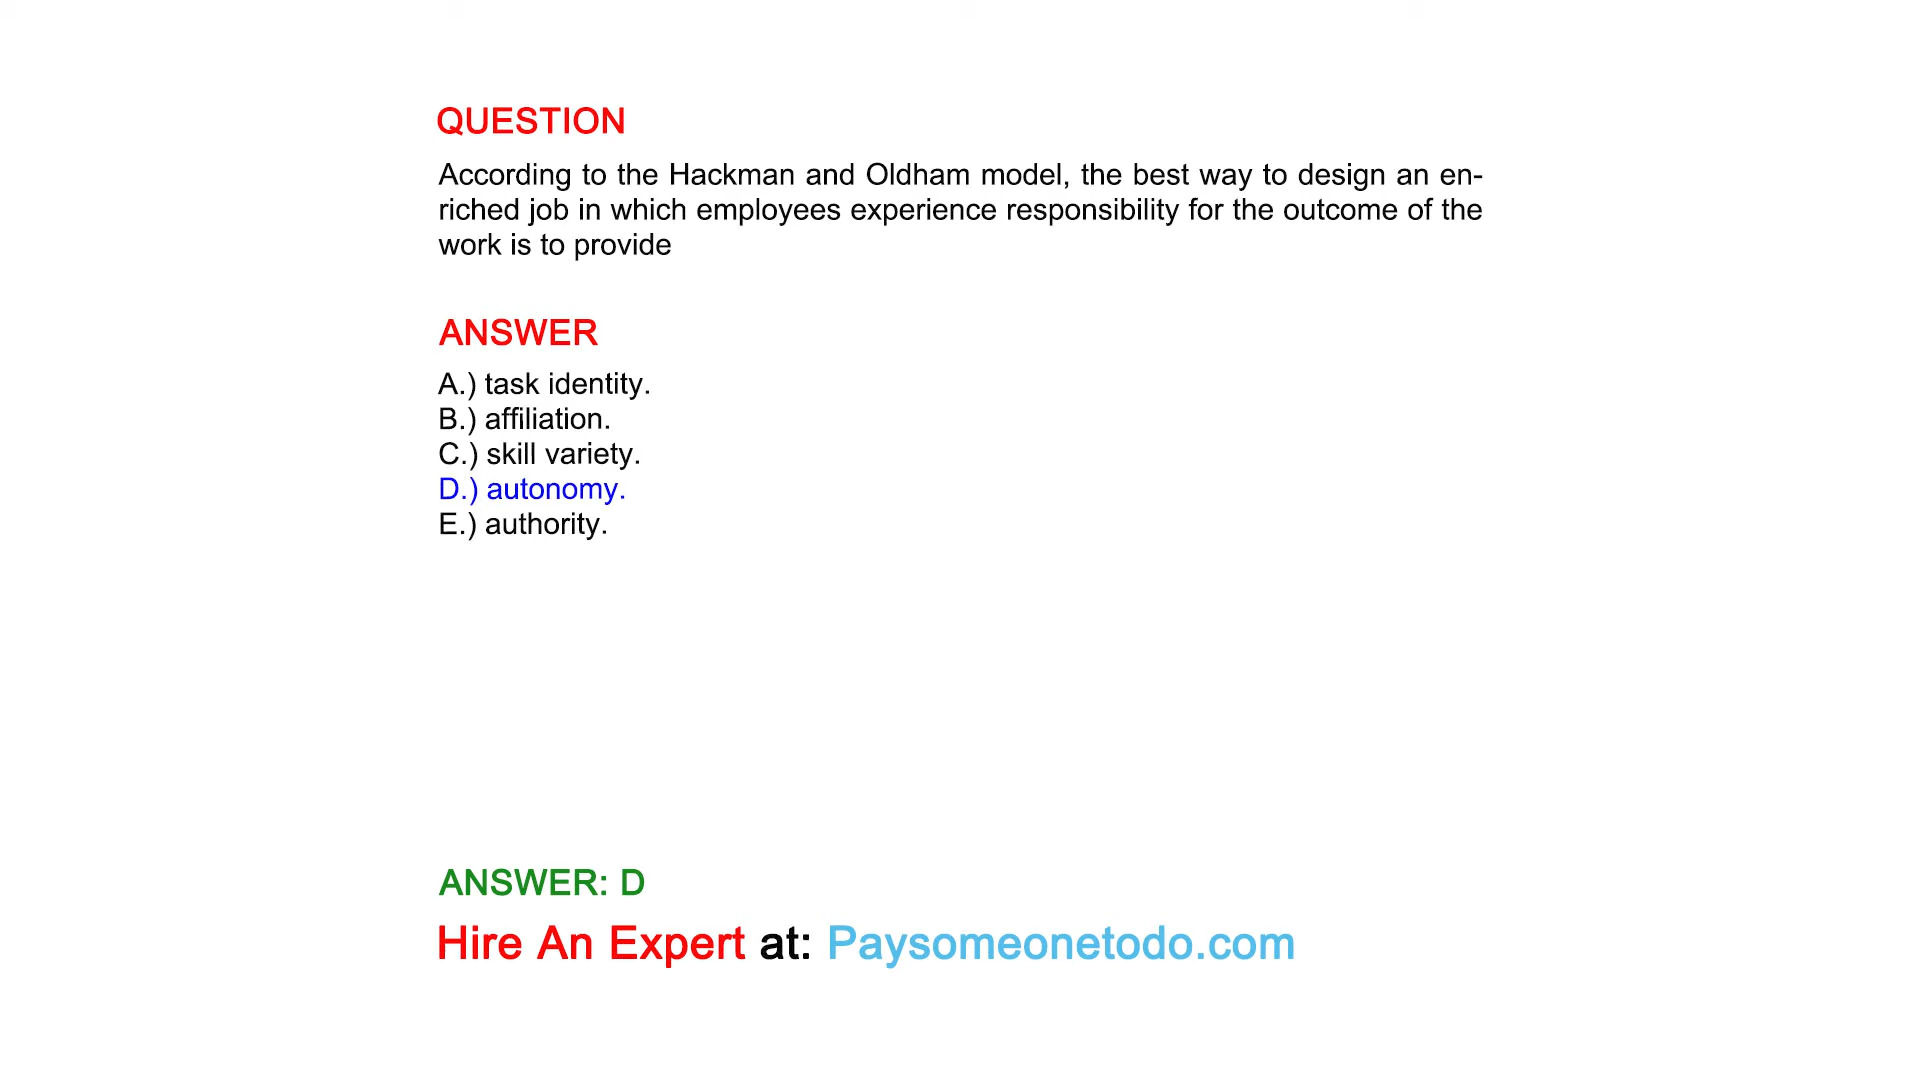 QUESTION
According to the Hackman and Oldham model, the best way to design an en-
riched job in which employees experience responsibility for the outcome of the
work is to provide
ANSWER
A.) task identity.
B.) affiliation.
C.) skill variety.
D.) autonomy.
E.) authority.
ANSWER: D
Hire An Expert at: Paysomeonetodo.com